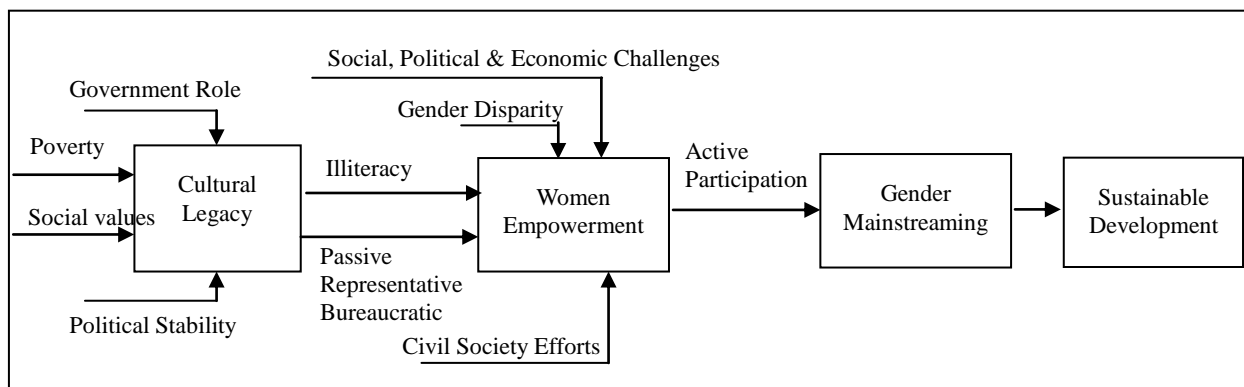 Social, Political & Economic Challenges
Government Role
Gender Disparity
Poverty
Cultural
Legacy
Illiteracy
Women
Empowerment
Active
Participation
Gender
Mainstreaming
Sustainable
Development
Social values
Passive
Representative
Bureaucratic
Political Stability
Civil Society Efforts